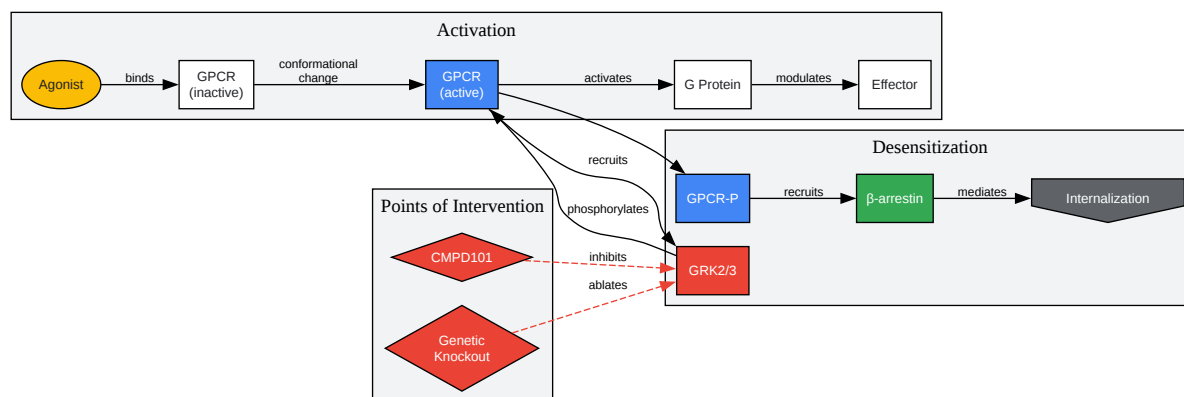 Activation
Agonist
binds
GPCR
(inactive)
conformational
change
GPCR
(active)
activates
G Protein
modulates
Effector
Desensitization
recruits
GPCR-P
recruits
β-arrestin
mediates
Internalization
Points of Intervention
phosphorylates
CMPD101
inhibits
GRK2/3
ablates
Genetic
Knockout